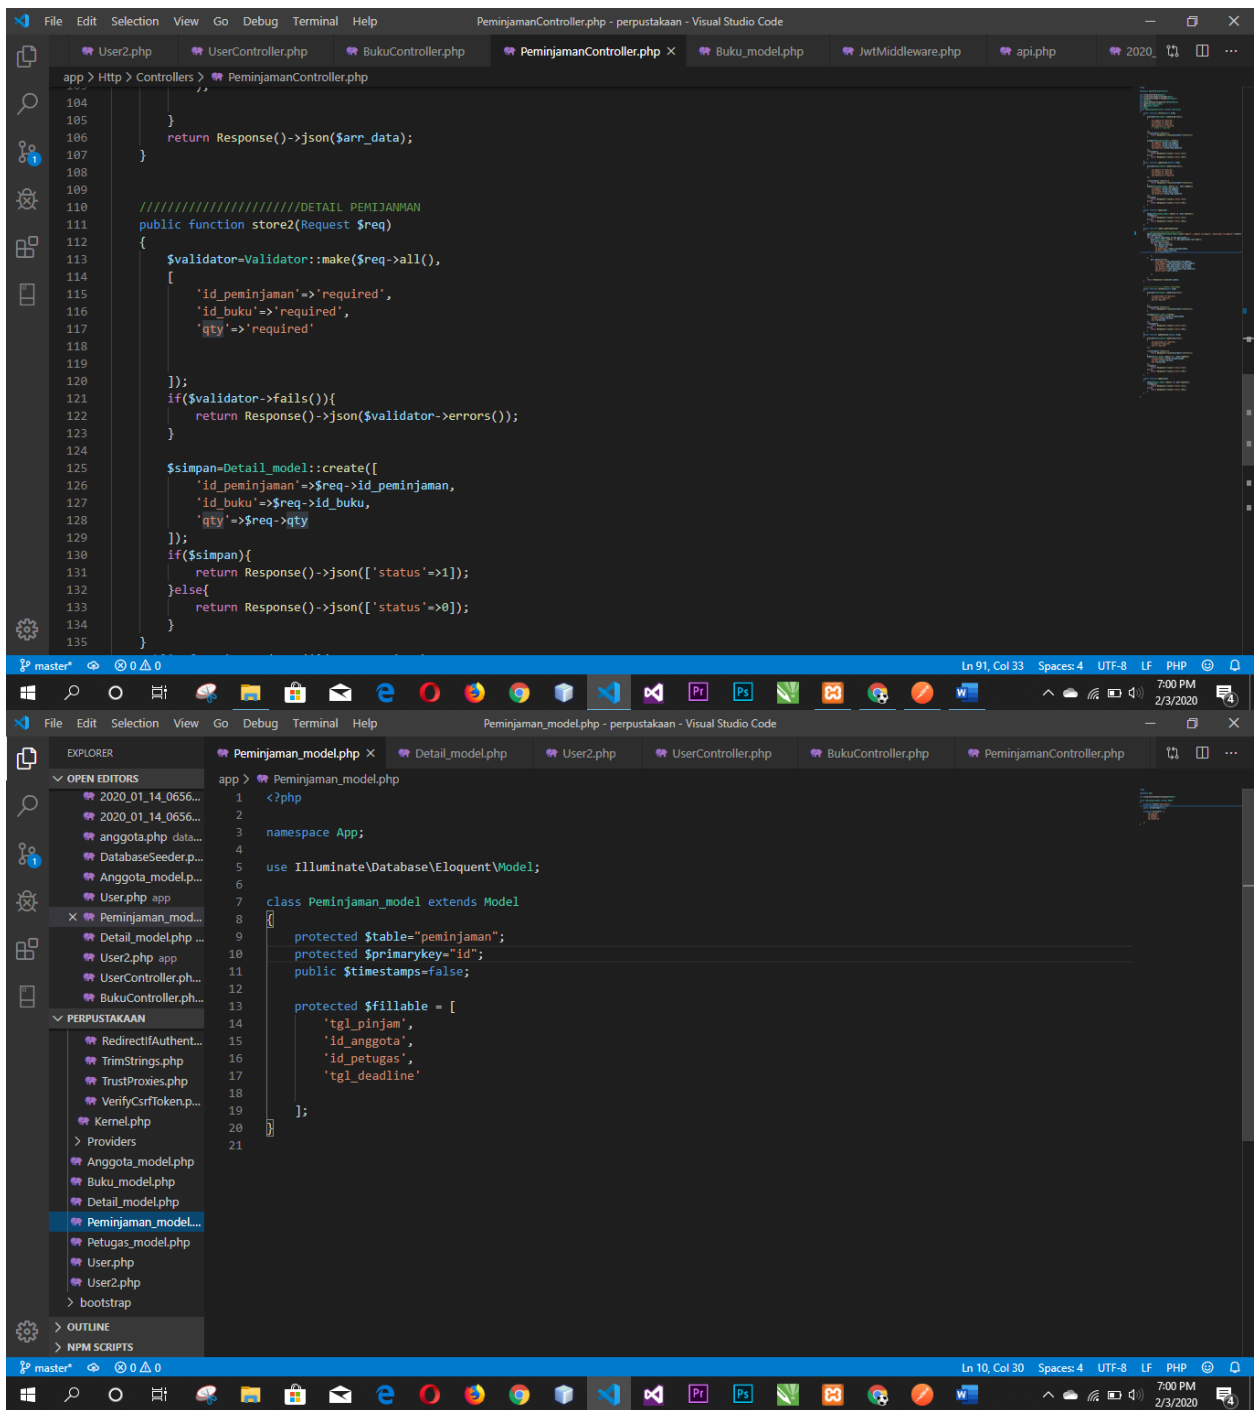 File Edit Selection View Go Debug Terminal Help PeminjamanController.php - perpustakaan - Visual Studio Code
User2.php UserController.php BukuController.php PeminjamanController.php Buku_model.php JwtMiddleware.php api.php 2020_
app > Http > Controllers > PeminjamanController.php
103 );
104
105 }
106 return Response()->json($arr_data);
107 }
108
109
110 ///////////////////////DETAIL PEMIJANMAN
111 public function store2(Request $req)
112 {
113 $validator=Validator::make($req->all(),
114 [
115 'id_peminjaman'=>'required',
116 'id_buku'=>'required',
117 'qty'=>'required'
118
119
120 ]);
121 if($validator->fails()){
122 return Response()->json($validator->errors());
123 }
124
125 $simpan=Detail_model::create([
126 'id_peminjaman'=>$req->id_peminjaman,
127 'id_buku'=>$req->id_buku,
128 'qty'=>$req->qty
129 ]);
130 if($simpan){
131 return Response()->json(['status'=>1]);
132 }else{
133 return Response()->json(['status'=>0]);
134 }
135 }
master* 0 0 Ln 91, Col 33 Spaces: 4 UTF-8 LF PHP
7:00 PM
2/3/2020
File Edit Selection View Go Debug Terminal Help Peminjaman_model.php - perpustakaan - Visual Studio Code
EXPLORER
Peminjaman_model.php Detail_model.php User2.php UserController.php BukuController.php PeminjamanController.php
OPEN EDITORS
2020_01_14_0656...
2020_01_14_0656...
anggota.php data...
DatabaseSeeder.p...
Anggota_model.p...
User.php app
Peminjaman_mod...
Detail_model.php ...
User2.php app
UserController.ph...
BukuController.ph...
PERPUSTAKAAN
RedirectIfAuthent...
TrimStrings.php
TrustProxies.php
VerifyCsrfToken.p...
Kernel.php
> Providers
Anggota_model.php
Buku_model.php
Detail_model.php
Peminjaman_model....
Petugas_model.php
User.php
User2.php
> bootstrap
> OUTLINE
> NPM SCRIPTS
app > Peminjaman_model.php
1 <?php
2
3 namespace App;
4
5 use Illuminate\Database\Eloquent\Model;
6
7 class Peminjaman_model extends Model
8 {
9 protected $table="peminjaman";
10 protected $primarykey="id";
11 public $timestamps=false;
12
13 protected $fillable = [
14 'tgl_pinjam',
15 'id_anggota',
16 'id_petugas',
17 'tgl_deadline'
18
19 ];
20 }
21
master* 0 0 Ln 10, Col 30 Spaces: 4 UTF-8 LF PHP
7:00 PM
2/3/2020